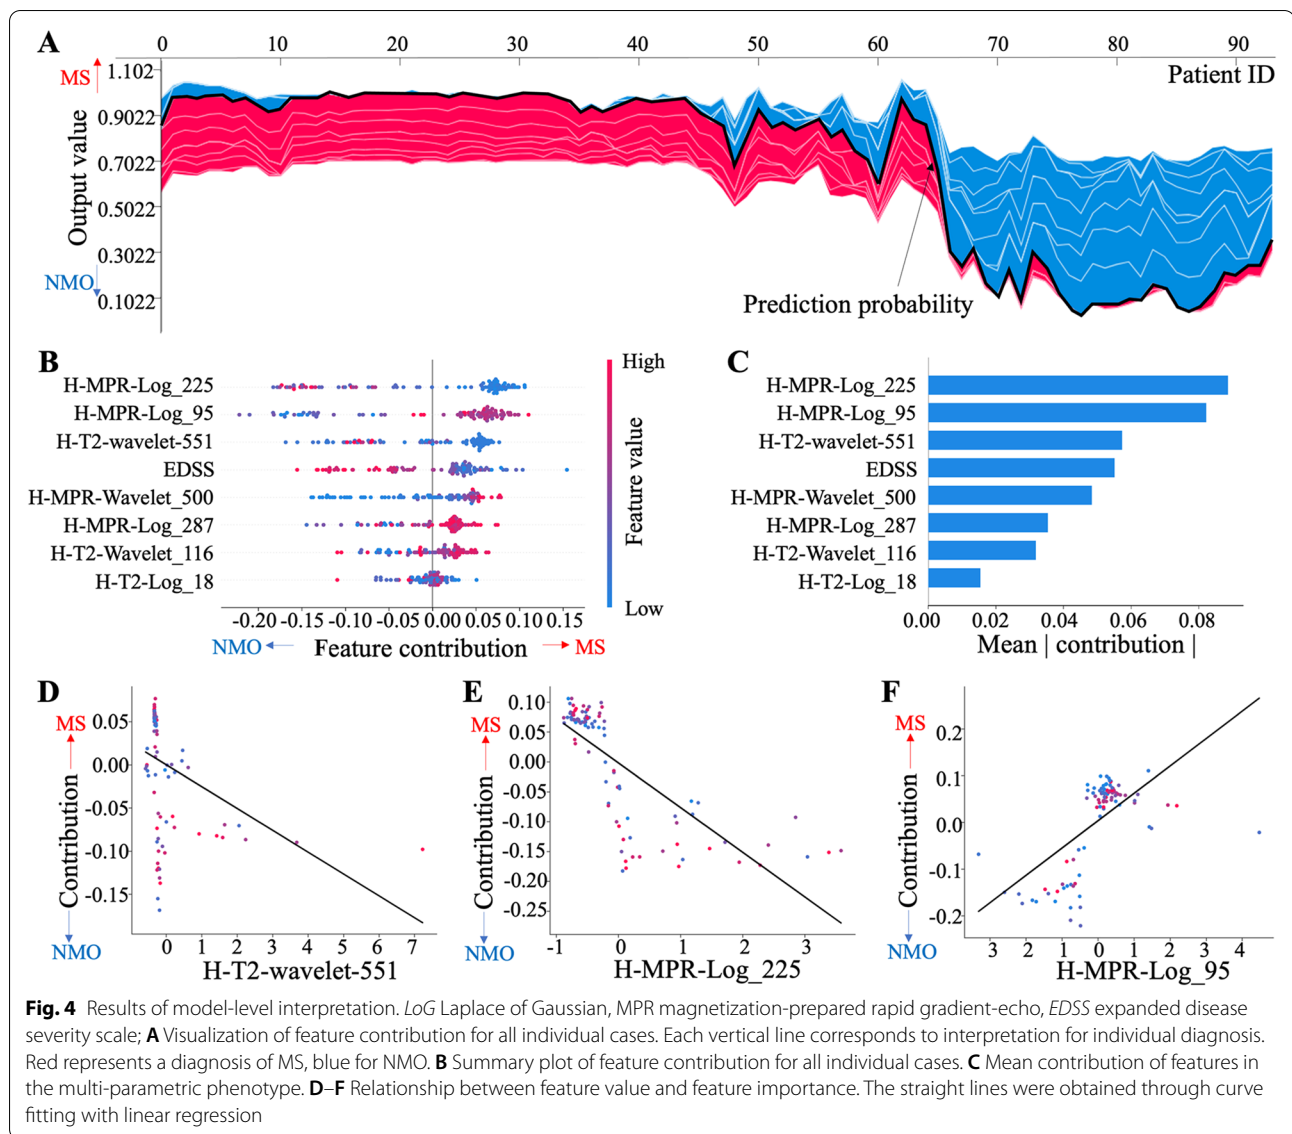 A
0 10 20 30 40 50 60 70 80 90
Patient ID
MS
1.102
0.9022
0.7022
0.5022
0.3022
0.1022
NMO
Output value
Prediction probability
B
H-MPR-Log_225
H-MPR-Log_95
H-T2-wavelet-551
EDSS
H-MPR-Wavelet_500
H-MPR-Log_287
H-T2-Wavelet_116
H-T2-Log_18
-0.20 -0.15 -0.10 -0.05 0.00 0.05 0.10 0.15
NMO Feature contribution MS
High
Feature value
Low
C
H-MPR-Log_225
H-MPR-Log_95
H-T2-wavelet-551
EDSS
H-MPR-Wavelet_500
H-MPR-Log_287
H-T2-Wavelet_116
H-T2-Log_18
0.00 0.02 0.04 0.06 0.08
Mean | contribution |
D
MS
Contribution
NMO
0.05
0.00
-0.05
-0.10
-0.15
0 1 2 3 4 5 6 7
H-T2-wavelet-551
E
MS
Contribution
NMO
0.10
0.05
0.00
-0.05
-0.10
-0.15
-0.20
-0.25
-1 0 1 2 3
H-MPR-Log_225
F
MS
Contribution
NMO
0.2
0.1
0.0
-0.1
-0.2
3 2 1 0 1 2 3 4
H-MPR-Log_95
Fig. 4 Results of model-level interpretation. LoG Laplace of Gaussian, MPR magnetization-prepared rapid gradient-echo, EDSS expanded disease
severity scale; A Visualization of feature contribution for all individual cases. Each vertical line corresponds to interpretation for individual diagnosis.
Red represents a diagnosis of MS, blue for NMO. B Summary plot of feature contribution for all individual cases. C Mean contribution of features in
the multi-parametric phenotype. D–F Relationship between feature value and feature importance. The straight lines were obtained through curve
fitting with linear regression